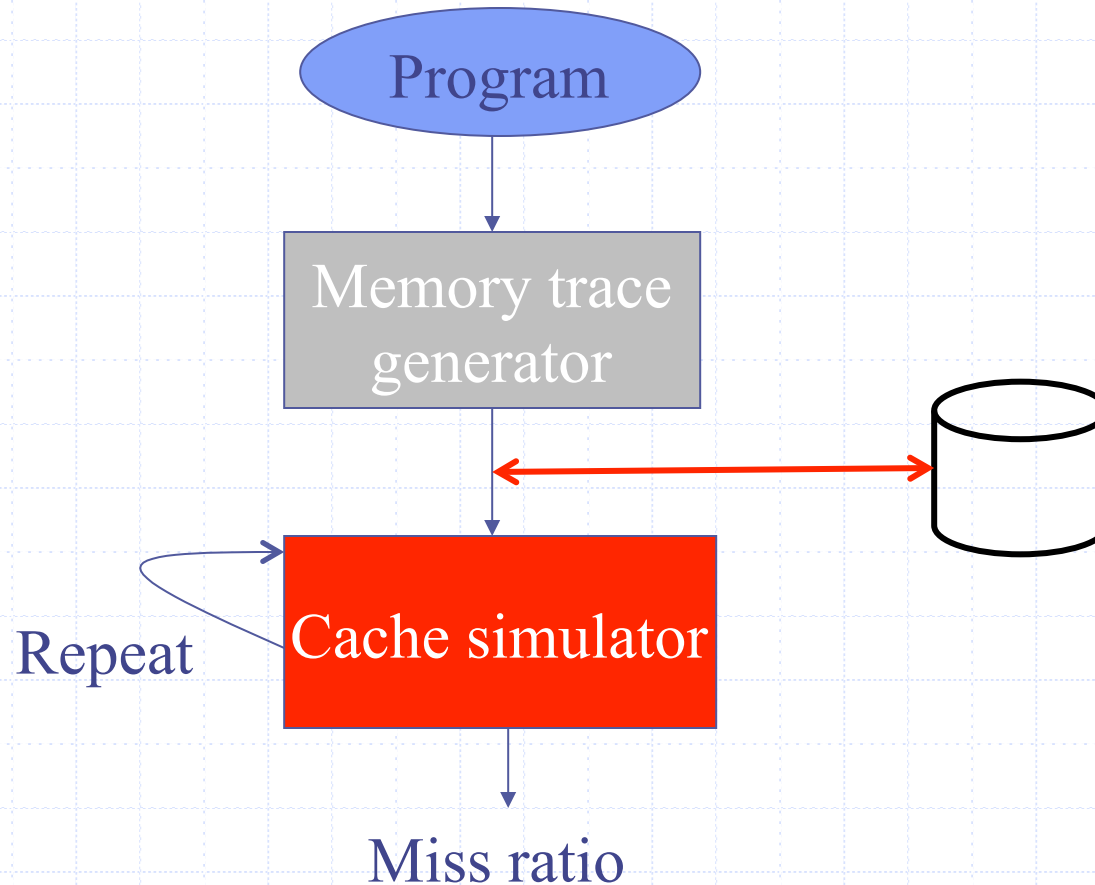 Program
Memory trace
generator
Cache simulator
Repeat
Miss ratio